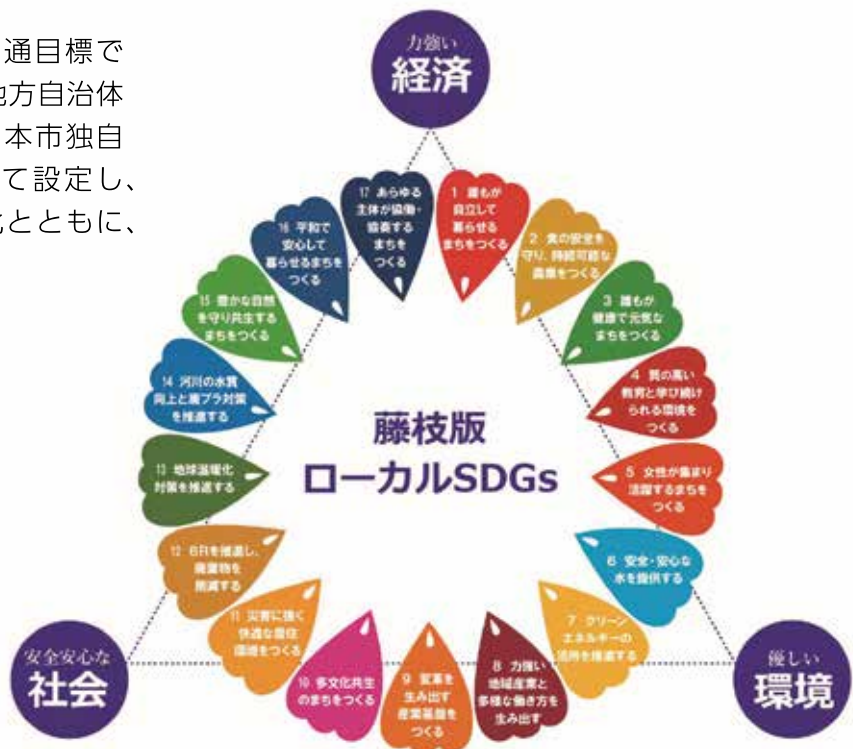 通目標で
地方自治体
本市独自
て設定し、
とともに、
力強い
経済
1 誰もが
自立して
暮らせる
まちをつくる
2 食の安全を
守り、持続可能な
農業をつくる
3 誰もが
健康で元気な
まちをつくる
4 質の高い
教育と学び続け
られる環境を
つくる
5 女性が集まり
活躍するまちを
つくる
6 安全・安心な
水を提供する
7 クリーン
エネルギーの
活用を推進する
8 力強い
地域産業と
多様な働き方を
生み出す
9 変革を
生み出す
産業基盤を
つくる
10 多文化共生
のまちをつくる
11 災害に強く
快適な居住
環境をつくる
12 6Rを推進し、
廃棄物を
削減する
13 地球温暖化
対策を推進する
14 河川の水質
向上と廃プラ対策
を推進する
15 豊かな自然
を守り共生する
まちをつくる
16 平和で
安心して
暮らせるまちを
つくる
17 あらゆる
主体が協働・
協奏する
まちを
つくる
藤枝版
ローカルSDGs
安全安心な
社会
優しい
環境